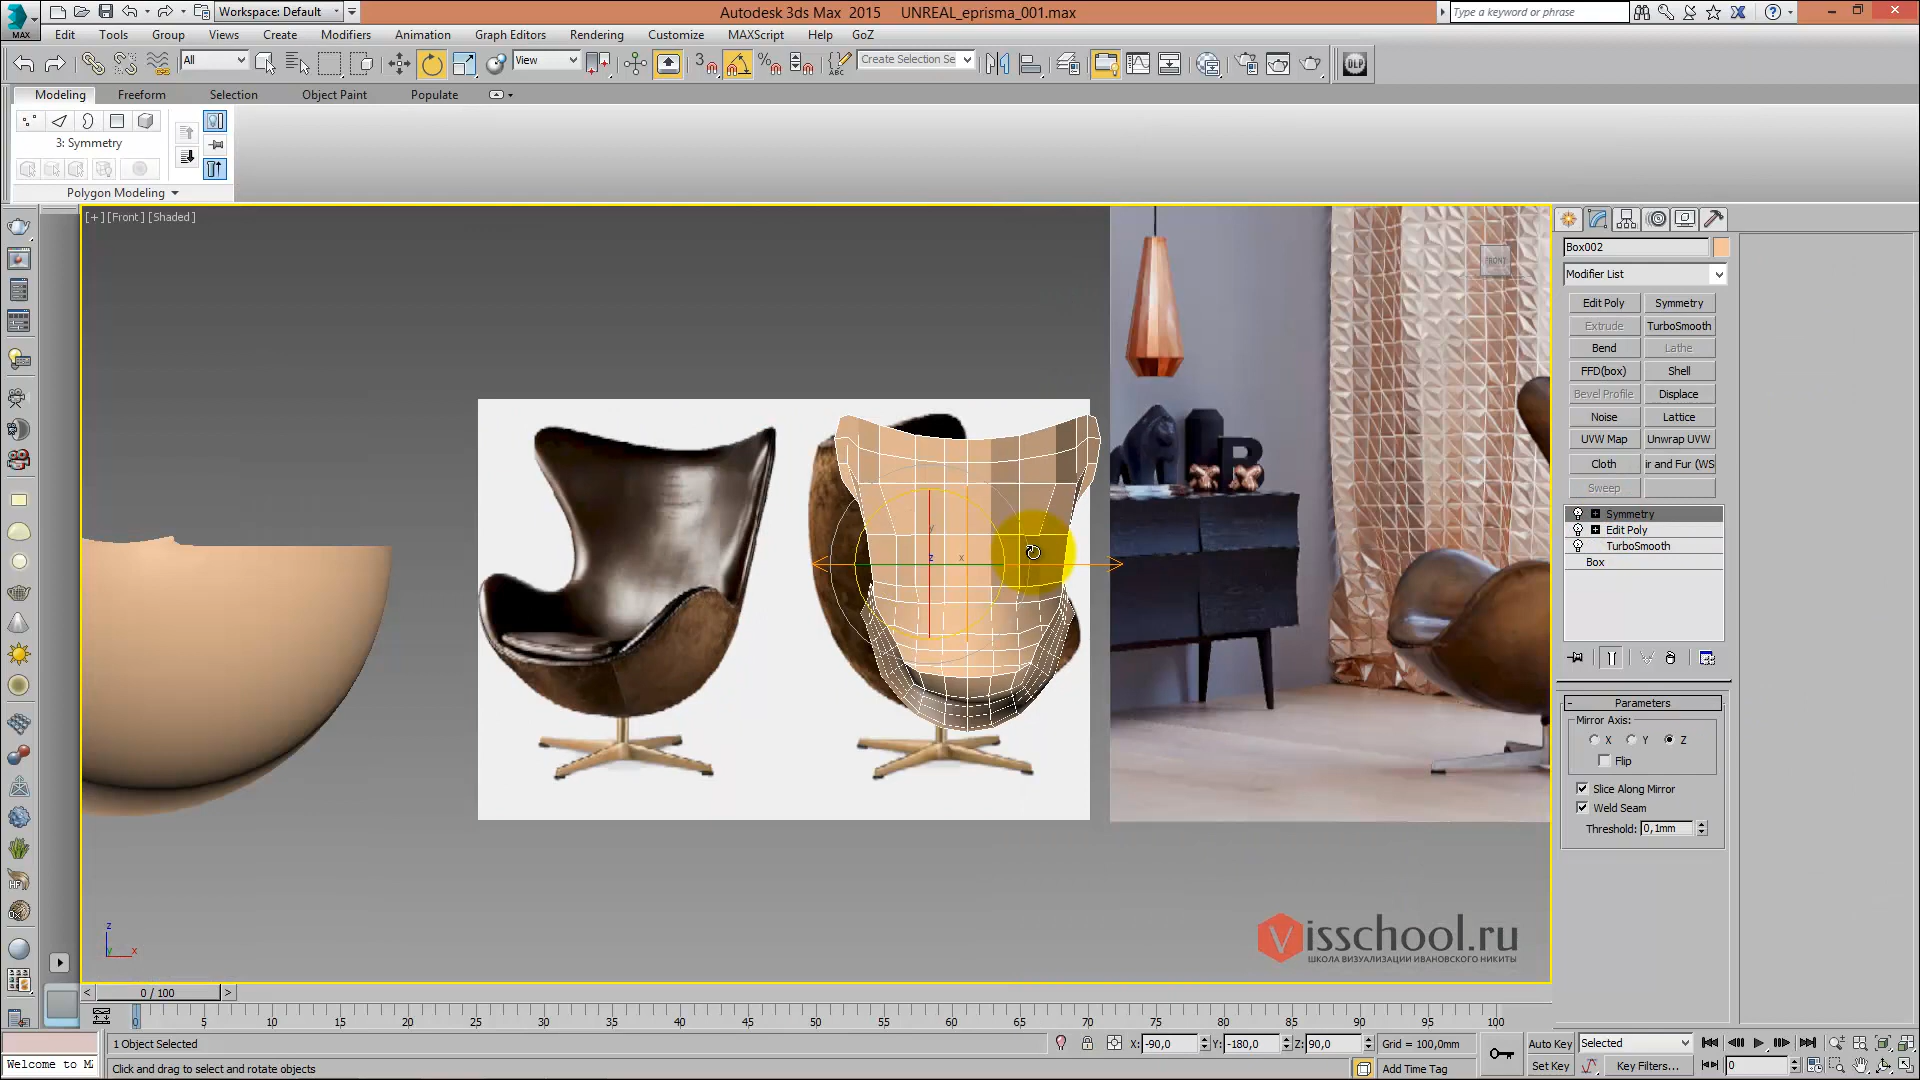 MAX
Workspace: Default
Autodesk 3ds Max 2015 UNREAL_eprisma_001.max
Type a keyword or phrase
Edit Tools Group Views Create Modifiers Animation Graph Editors Rendering Customize MAXScript Help GoZ
All View 3 ABC Create Selection Se DLP
Modeling Freeform Selection Object Paint Populate
3: Symmetry
Polygon Modeling
[+] [Front] [Shaded]
FRONT
Box002
Modifier List
Edit Poly Symmetry
Extrude TurboSmooth
Bend Lathe
FFD(box) Shell
Bevel Profile Displace
Noise Lattice
UVW Map Unwrap UVW
Cloth ir and Fur (WS
Sweep
Symmetry
Edit Poly
TurboSmooth
Box
Parameters
Mirror Axis:
X Y Z
Flip
Slice Along Mirror
Weld Seam
Threshold: 0,1mm
y
z x
R
z
y x
Visschool.ru
ШКОЛА ВИЗУАЛИЗАЦИИ ИВАНОВСКОГО НИКИТЫ
< 0 / 100 >
0 5 10 15 20 25 30 35 40 45 50 55 60 65 70 75 80 85 90 95 100
1 Object Selected X: -90,0 Y: -180,0 Z: 90,0 Grid = 100,0mm Auto Key Selected
Welcome to M Click and drag to select and rotate objects Add Time Tag Set Key Key Filters... 0